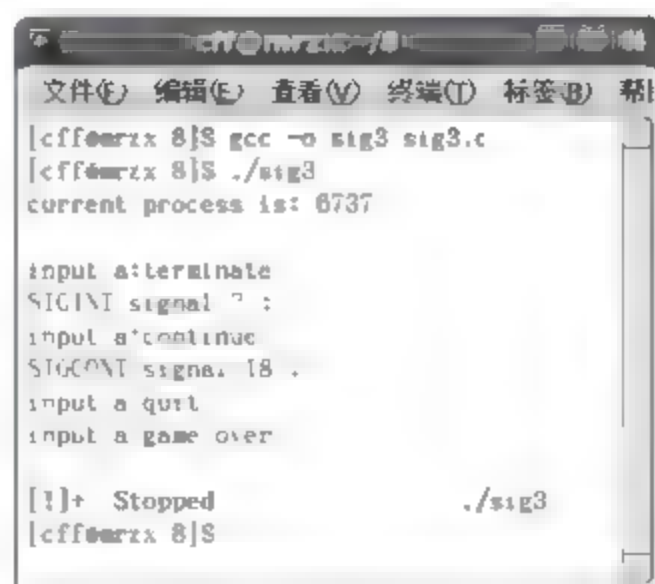 文件(F) 编辑(E) 查看(V) 终端(T) 标签(B) 帮
[cff@mrzx 8]$ gcc -o sig3 sig3.c
[cff@mrzx 8]$ ./sig3
current process is: 6737
input a:terminate
SIGINT signal 2 :
input a:continue
SIGCONT signal 18 :
input a quit
input a game over
[1]+ Stopped ./sig3
[cff@mrzx 8]$